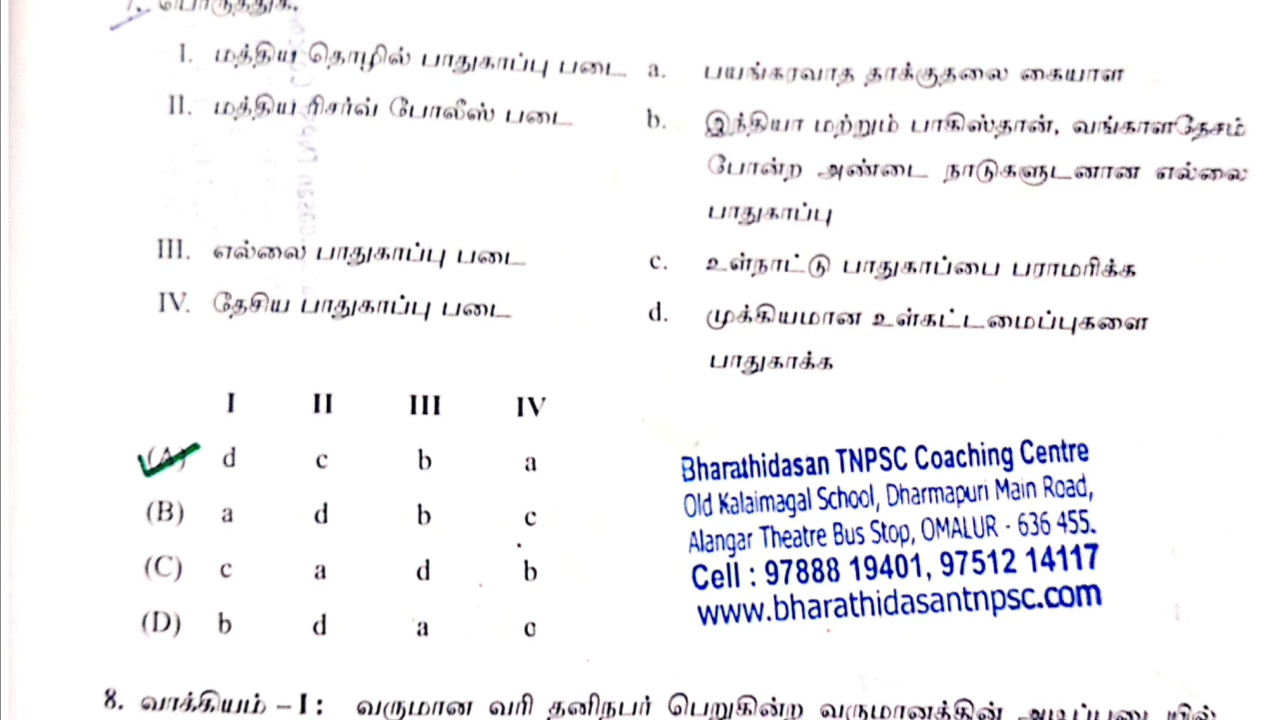 7. பொருத்துக.
I. மத்திய தொழில் பாதுகாப்பு படை a. பயங்கரவாத தாக்குதலை கையாள
II. மத்திய ரிசர்வ் போலீஸ் படை b. இந்தியா மற்றும் பாகிஸ்தான், வங்காளதேசம்
போன்ற அண்டை நாடுகளுடனான எல்லை
பாதுகாப்பு
III. எல்லை பாதுகாப்பு படை c. உள்நாட்டு பாதுகாப்பை பராமரிக்க
IV. தேசிய பாதுகாப்பு படை d. முக்கியமான உள்கட்டமைப்புகளை
பாதுகாக்க
I II III IV
(A) d c b a
(B) a d b c
(C) c a d b
(D) b d a c
Bharathidasan TNPSC Coaching Centre
Old Kalaimagal School, Dharmapuri Main Road,
Alangar Theatre Bus Stop, OMALUR - 636 455.
Cell : 97888 19401, 97512 14117
www.bharathidasantnpsc.com
8. வாக்கியம் – I : வருமான வரி தனிநபர் பெறுகின்ற வருமானத்தின் அடிப்படையில்